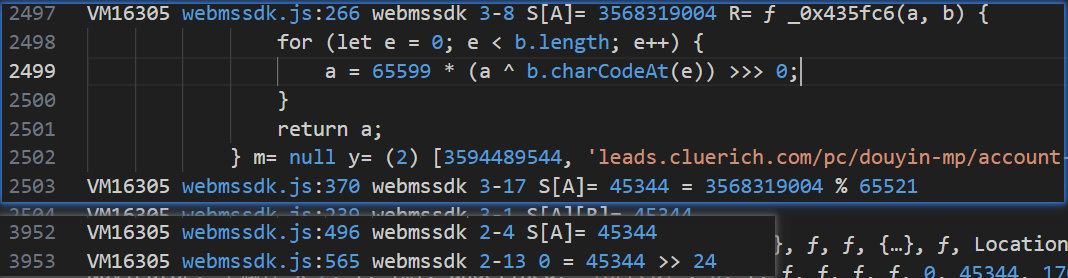 2497 VM16305 webmssdk.js:266 webmssdk 3-8 S[A]= 3568319004 R= ƒ _0x435fc6(a, b) {
2498 for (let e = 0; e < b.length; e++) {
2499 a = 65599 * (a ^ b.charCodeAt(e)) >>> 0;
2500 }
2501 return a;
2502 } m= null y= (2) [3594489544, 'leads.cluerich.com/pc/douyin-mp/account-
2503 VM16305 webmssdk.js:370 webmssdk 3-17 S[A]= 45344 = 3568319004 % 65521
2504 VM16305 webmssdk.js:239 webmssdk 3-1 S[A][B]= 45344
3952 VM16305 webmssdk.js:496 webmssdk 2-4 S[A]= 45344 }, ƒ, ƒ, {…}, ƒ, Location
3953 VM16305 webmssdk.js:565 webmssdk 2-13 0 = 45344 >> 24 ƒ, ƒ, ƒ, ƒ, 0, 45344, 17